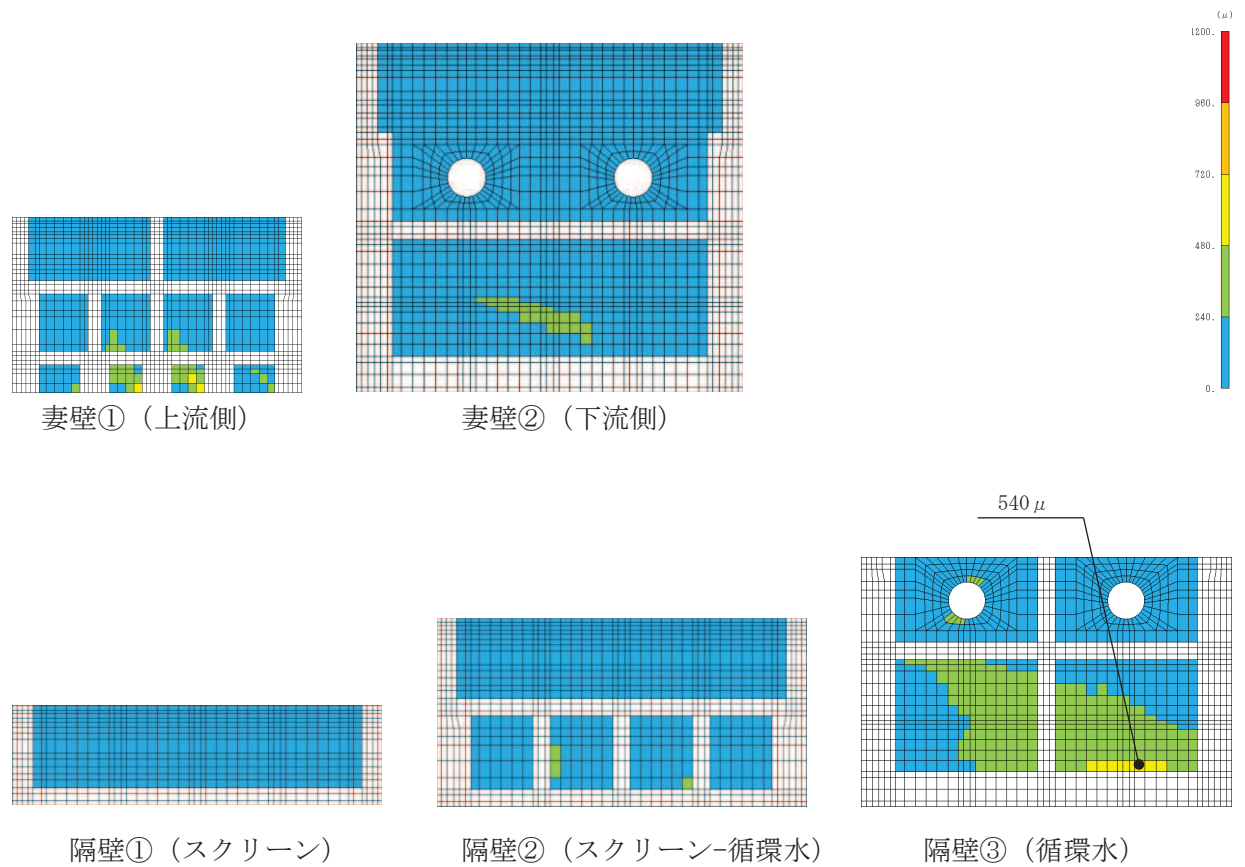 (μ)
1200.
960.
720.
480.
240.
0.
妻壁①（上流側）
妻壁②（下流側）
540μ
隔壁①（スクリーン）
隔壁②（スクリーン-循環水）
隔壁③（循環水）